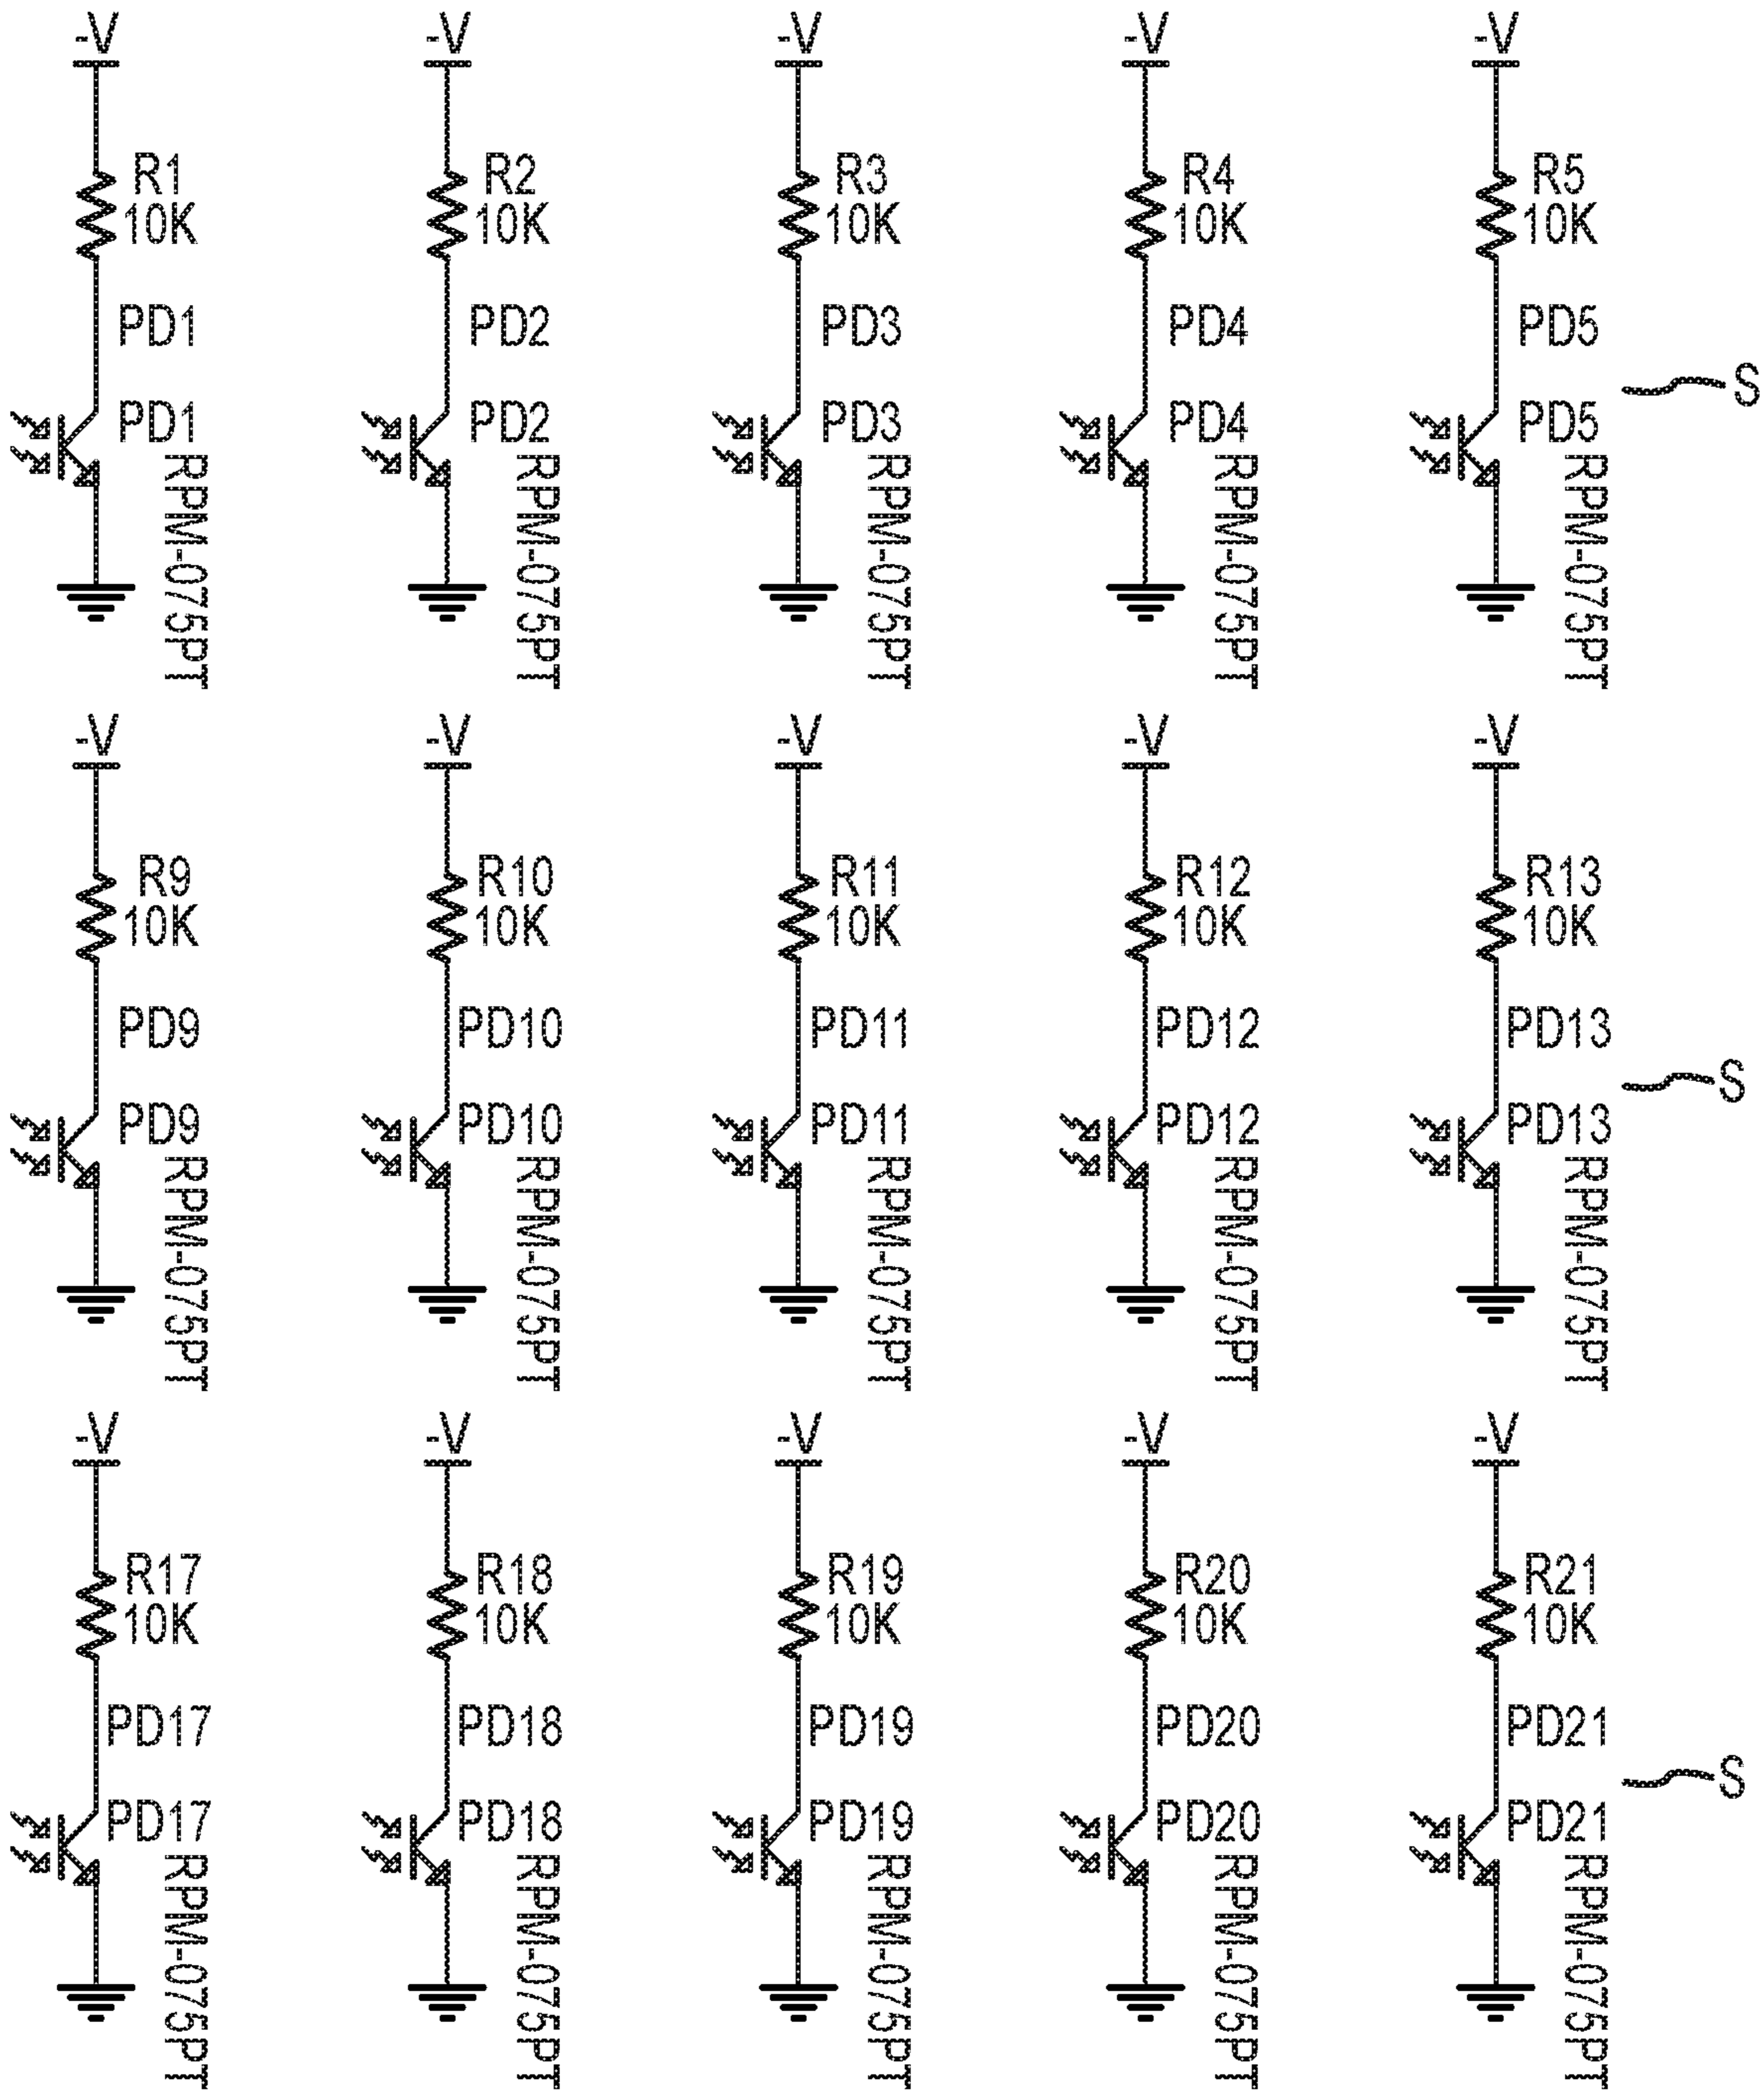 -V -V -V -V -V
R1 R2 R3 R4 R5
10K 10K 10K 10K 10K
PD1 PD2 PD3 PD4 PD5
S
PD1 PD2 PD3 PD4 PD5
RPM-075PT RPM-075PT RPM-075PT RPM-075PT RPM-075PT
-V -V -V -V -V
R9 R10 R11 R12 R13
10K 10K 10K 10K 10K
PD9 PD10 PD11 PD12 PD13
S
PD9 PD10 PD11 PD12 PD13
RPM-075PT RPM-075PT RPM-075PT RPM-075PT RPM-075PT
-V -V -V -V -V
R17 R18 R19 R20 R21
10K 10K 10K 10K 10K
PD17 PD18 PD19 PD20 PD21
S
PD17 PD18 PD19 PD20 PD21
RPM-075PT RPM-075PT RPM-075PT RPM-075PT RPM-075PT